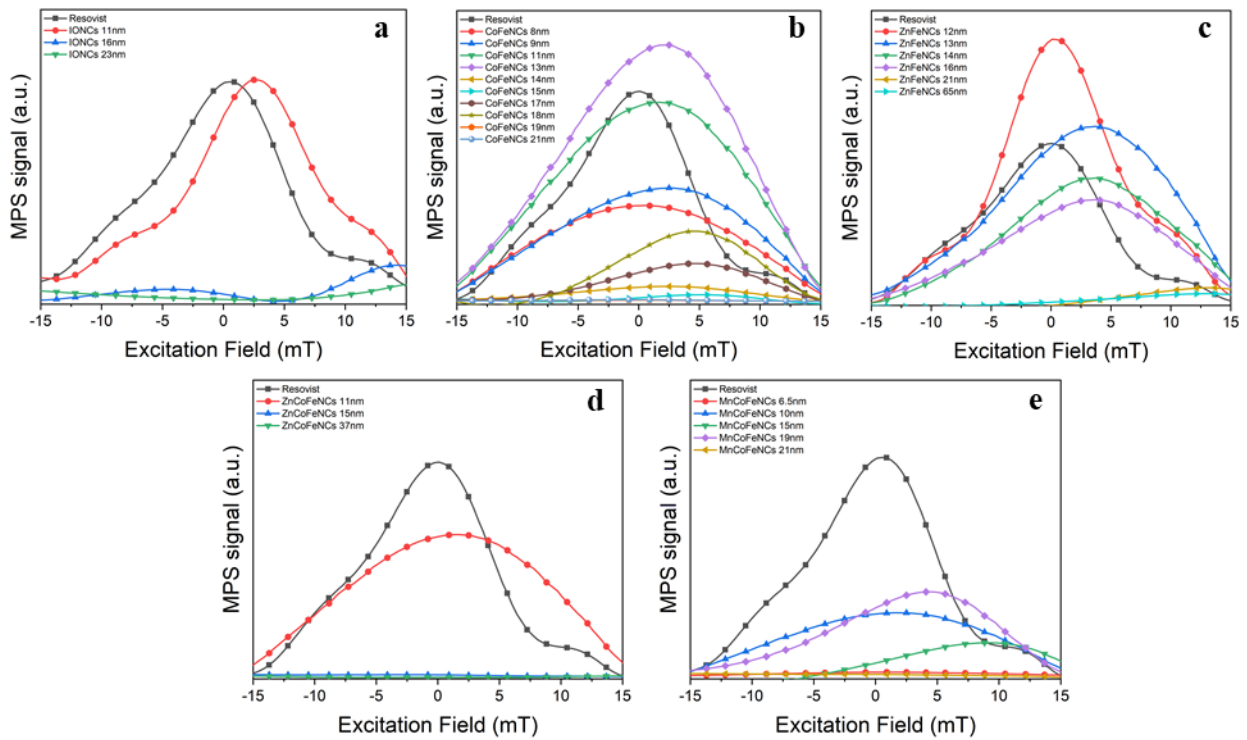 a
Resovist
IONCs 11nm
IONCs 16nm
IONCs 23nm
MPS signal (a.u.)
-15 -10 -5 0 5 10 15
Excitation Field (mT)
b
Resovist
CoFeNCs 8nm
CoFeNCs 9nm
CoFeNCs 11nm
CoFeNCs 13nm
CoFeNCs 14nm
CoFeNCs 15nm
CoFeNCs 17nm
CoFeNCs 18nm
CoFeNCs 19nm
CoFeNCs 21nm
MPS signal (a.u.)
-15 -10 -5 0 5 10 15
Excitation Field (mT)
c
Resovist
ZnFeNCs 12nm
ZnFeNCs 13nm
ZnFeNCs 14nm
ZnFeNCs 16nm
ZnFeNCs 21nm
ZnFeNCs 65nm
MPS signal (a.u.)
-15 -10 -5 0 5 10 15
Excitation Field (mT)
d
Resovist
ZnCoFeNCs 11nm
ZnCoFeNCs 15nm
ZnCoFeNCs 37nm
MPS signal (a.u.)
-15 -10 -5 0 5 10 15
Excitation Field (mT)
e
Resovist
MnCoFeNCs 6.5nm
MnCoFeNCs 10nm
MnCoFeNCs 15nm
MnCoFeNCs 19nm
MnCoFeNCs 21nm
MPS signal (a.u.)
-15 -10 -5 0 5 10 15
Excitation Field (mT)